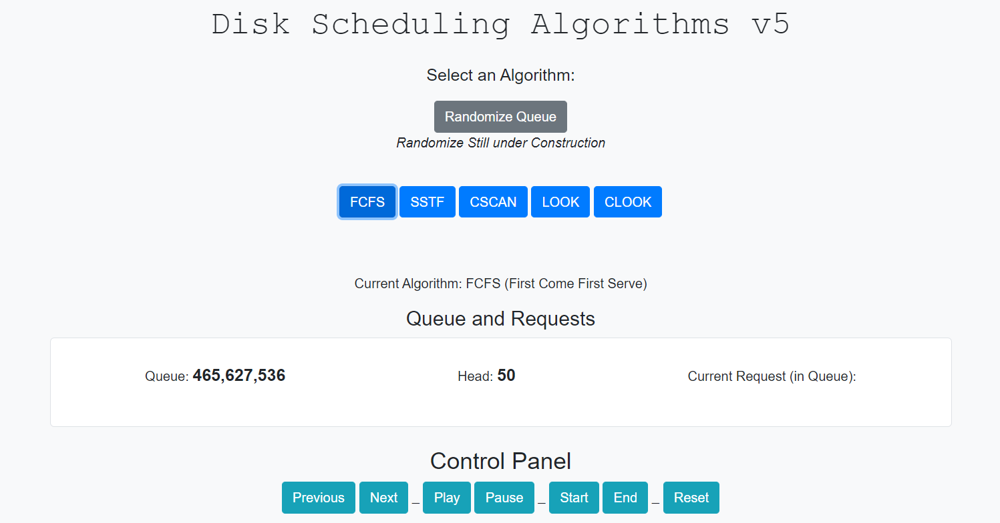 Disk Scheduling Algorithms v5
Select an Algorithm:
Randomize Queue
Randomize Still under Construction
FCFS SSTF CSCAN LOOK CLOOK
Current Algorithm: FCFS (First Come First Serve)
Queue and Requests
Queue: 465,627,536 Head: 50 Current Request (in Queue):
Control Panel
Previous Next _ Play Pause _ Start End _ Reset